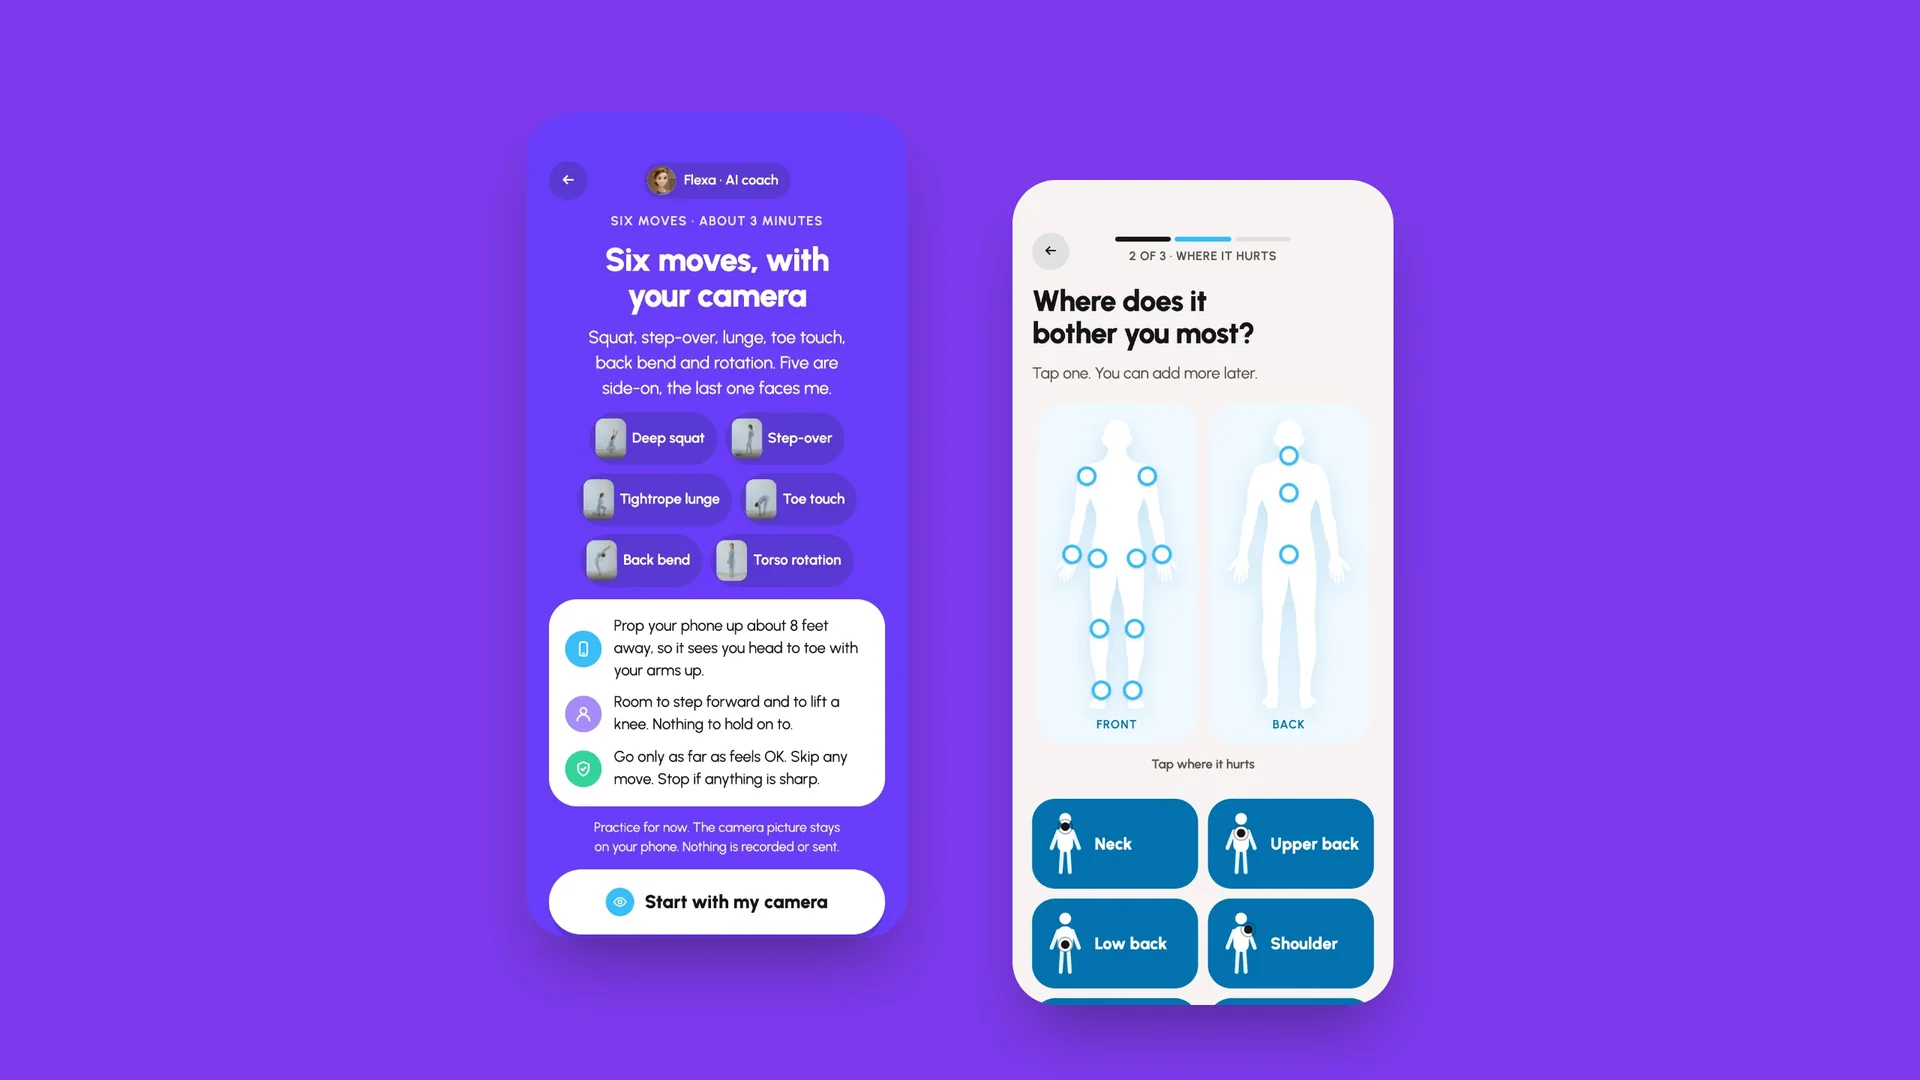 Flexa · AI coach
SIX MOVES · ABOUT 3 MINUTES
Six moves, with
your camera
Squat, step-over, lunge, toe touch,
back bend and rotation. Five are
side-on, the last one faces me.
Deep squat
Step-over
Tightrope lunge
Toe touch
Back bend
Torso rotation
Prop your phone up about 8 feet
away, so it sees you head to toe with
your arms up.
Room to step forward and to lift a
knee. Nothing to hold on to.
Go only as far as feels OK. Skip any
move. Stop if anything is sharp.
Practice for now. The camera picture stays
on your phone. Nothing is recorded or sent.
Start with my camera
2 OF 3 · WHERE IT HURTS
Where does it
bother you most?
Tap one. You can add more later.
FRONT
BACK
Tap where it hurts
Neck
Upper back
Low back
Shoulder